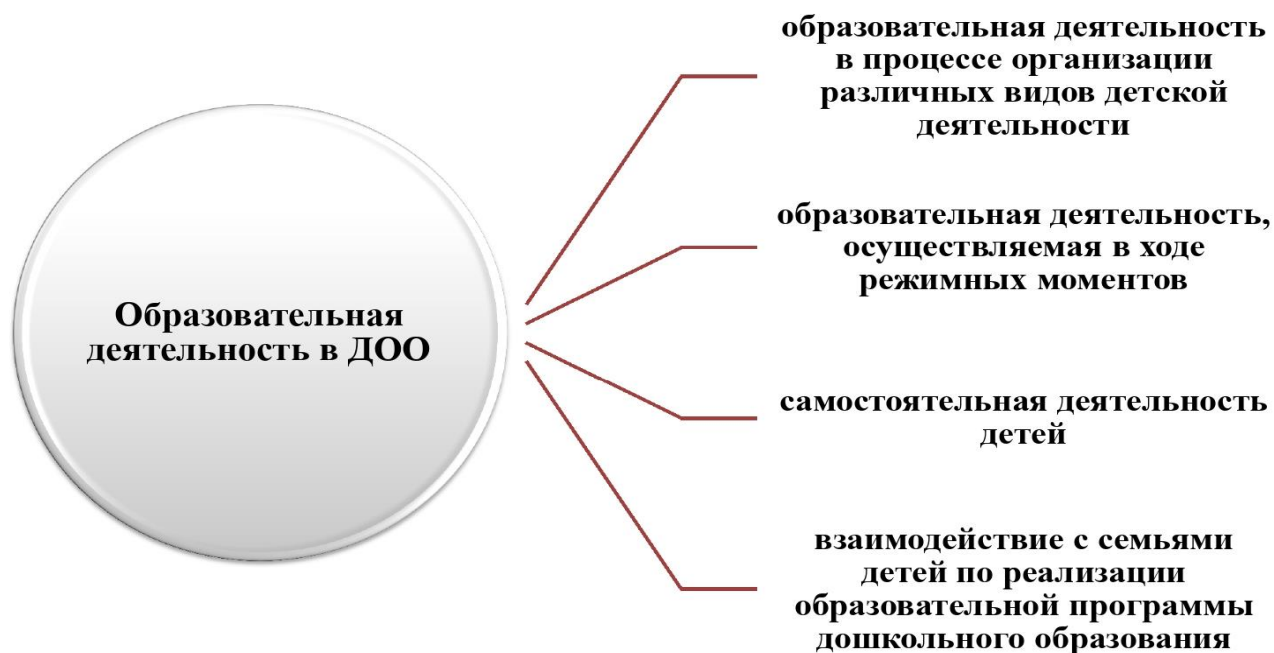 Образовательная
деятельность в ДОО
образовательная деятельность
в процессе организации
различных видов детской
деятельности
образовательная деятельность,
осуществляемая в ходе
режимных моментов
самостоятельная деятельность
детей
взаимодействие с семьями
детей по реализации
образовательной программы
дошкольного образования